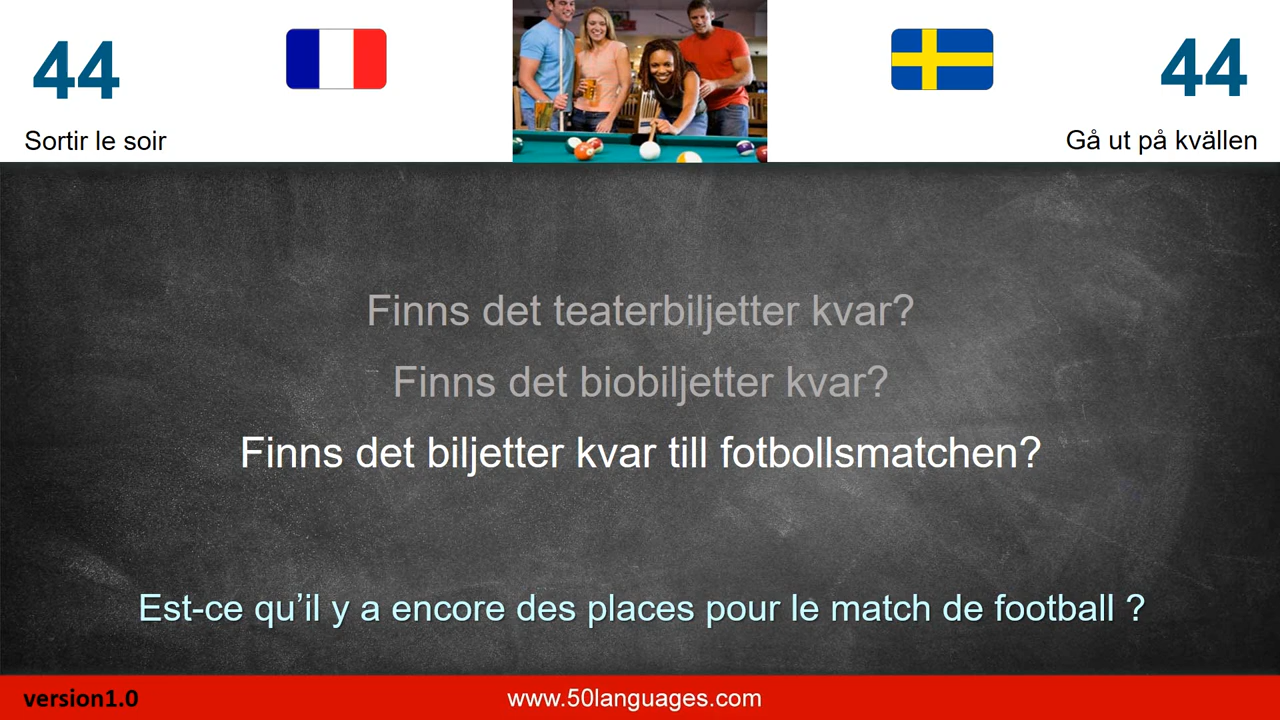 44
44
Sortir le soir
Gå ut på kvällen
Finns det teaterbiljetter kvar?
Finns det biobiljetter kvar?
Finns det biljetter kvar till fotbollsmatchen?
Est-ce qu’il y a encore des places pour le match de football ?
version1.0
www.50languages.com